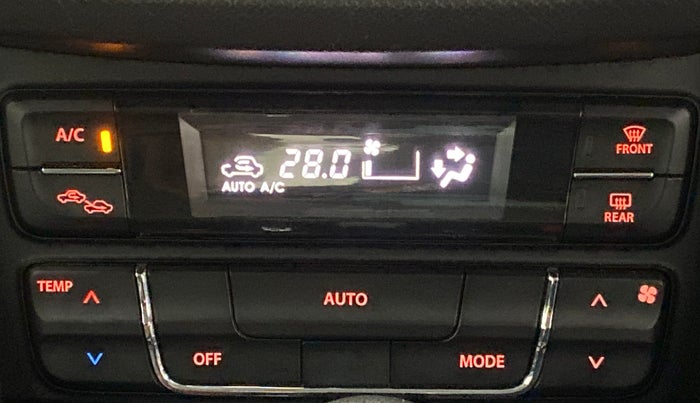 A/C
28.0
AUTO A/C
FRONT
REAR
TEMP
AUTO
OFF
MODE